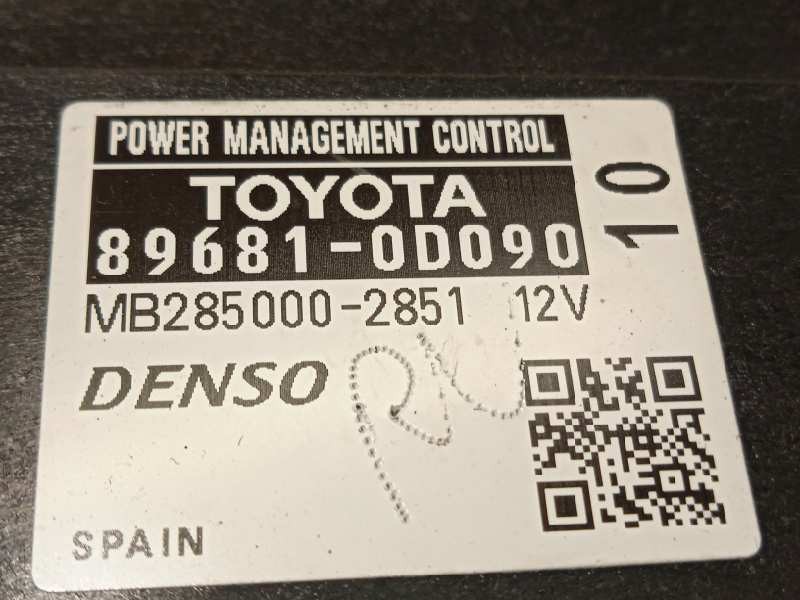 POWER MANAGEMENT CONTROL
TOYOTA
89681-0D090
10
MB285000-2851 12V
DENSO
SPAIN